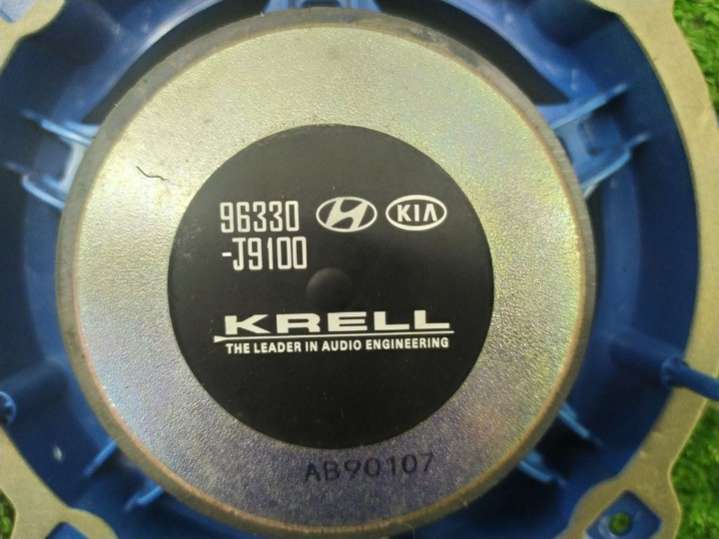 96330 KIA
-J9100
KRELL
THE LEADER IN AUDIO ENGINEERING
AB90107